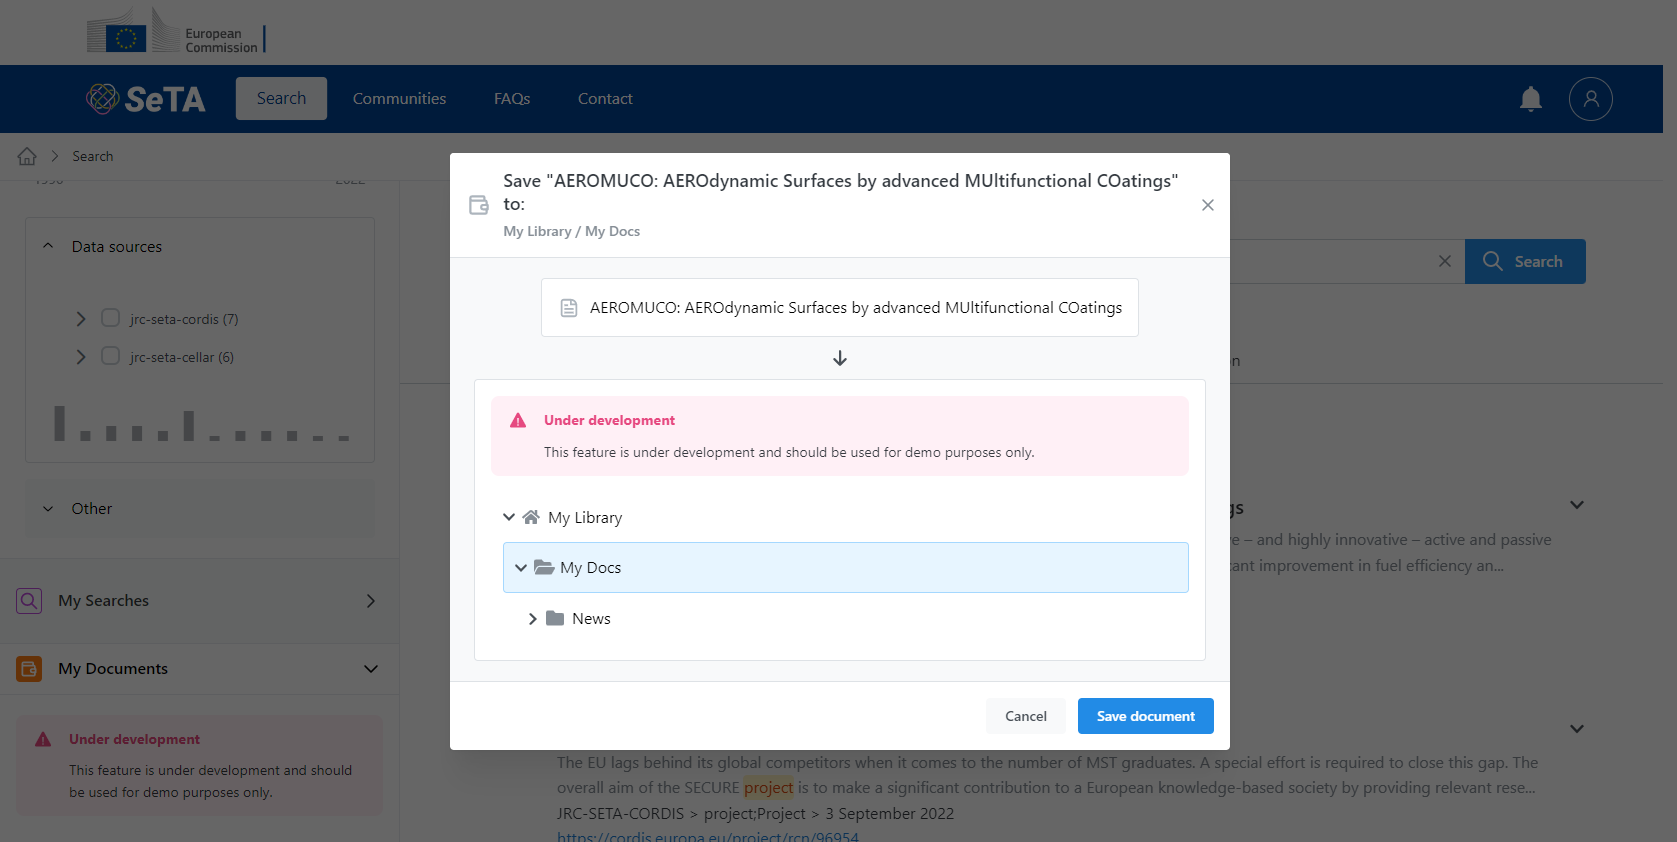 European
Commission
SeTA
Search
Communities
FAQs
Contact
Search
1996
2022
Data sources
jrc-seta-cordis (7)
jrc-seta-cellar (6)
Other
My Searches
My Documents
Under development
This feature is under development and should
be used for demo purposes only.
Save "AEROMUCO: AEROdynamic Surfaces by advanced MUltifunctional COatings"
to:
My Library / My Docs
AEROMUCO: AEROdynamic Surfaces by advanced MUltifunctional COatings
Under development
This feature is under development and should be used for demo purposes only.
My Library
My Docs
News
Cancel
Save document
Search
n
gs
e – and highly innovative – active and passive
cant improvement in fuel efficiency an...
The EU lags behind its global competitors when it comes to the number of MST graduates. A special effort is required to close this gap. The
overall aim of the SECURE project is to make a significant contribution to a European knowledge-based society by providing relevant rese...
JRC-SETA-CORDIS > project;Project > 3 September 2022
https://cordis.europa.eu/project/rcn/96954